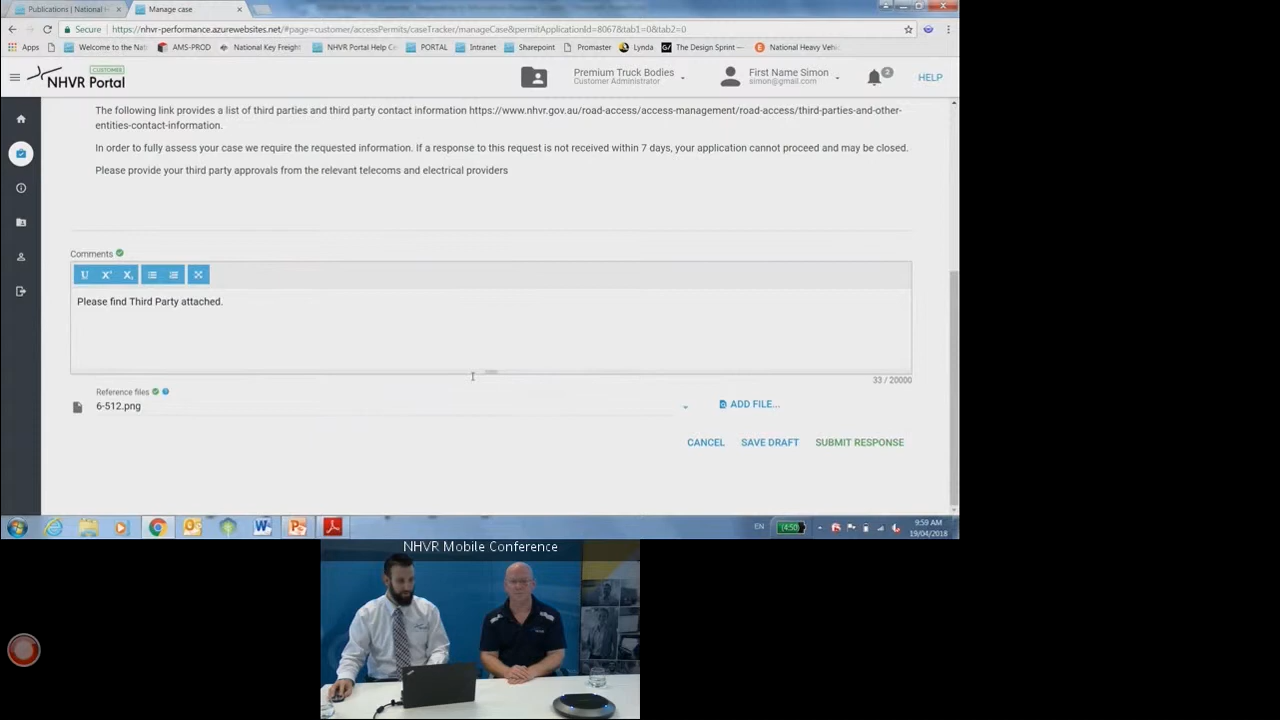 Publications | National H
Manage case
Secure
https://nhvr-performance.azurewebsites.net/#page=customer/accessPermits/caseTracker/manageCase&permitApplicationId=8067&tab1=0&tab2=0
Apps
Welcome to the Nati
AMS-PROD
National Key Freight
NHVR Portal Help Ce
PORTAL
Intranet
Sharepoint
Promaster
Lynda
The Design Sprint —
National Heavy Vehic
CUSTOMER
NHVR Portal
Premium Truck Bodies
Customer Administrator
First Name Simon
simon@gmail.com
2
HELP
The following link provides a list of third parties and third party contact information https://www.nhvr.gov.au/road-access/access-management/road-access/third-parties-and-other-
entities-contact-information.
In order to fully assess your case we require the requested information. If a response to this request is not received within 7 days, your application cannot proceed and may be closed.
Please provide your third party approvals from the relevant telecoms and electrical providers
Comments
Please find Third Party attached.
33 / 20000
Reference files
6-512.png
ADD FILE...
CANCEL
SAVE DRAFT
SUBMIT RESPONSE
EN
(4:50)
9:59 AM
19/04/2018
NHVR Mobile Conference